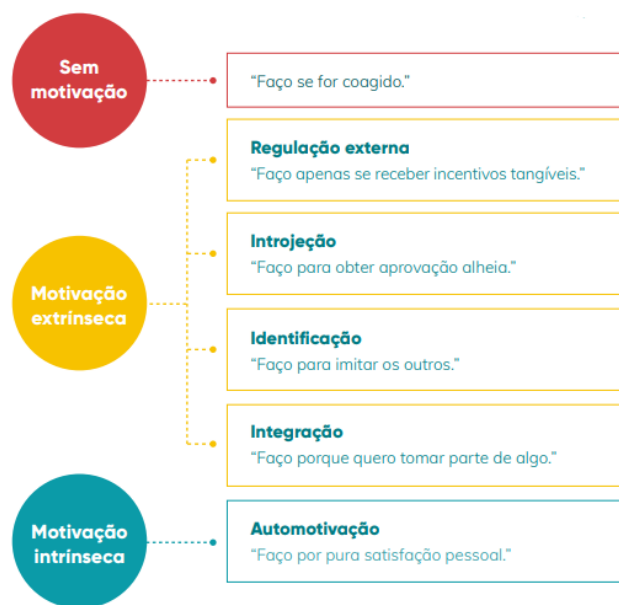 Sem
motivação
“Faço se for coagido.”
Regulação externa
“Faço apenas se receber incentivos tangíveis.”
Introjeção
“Faço para obter aprovação alheia.”
Motivação
extrínseca
Identificação
“Faço para imitar os outros.”
Integração
“Faço porque quero tomar parte de algo.”
Motivação
intrínseca
Automotivação
“Faço por pura satisfação pessoal.”